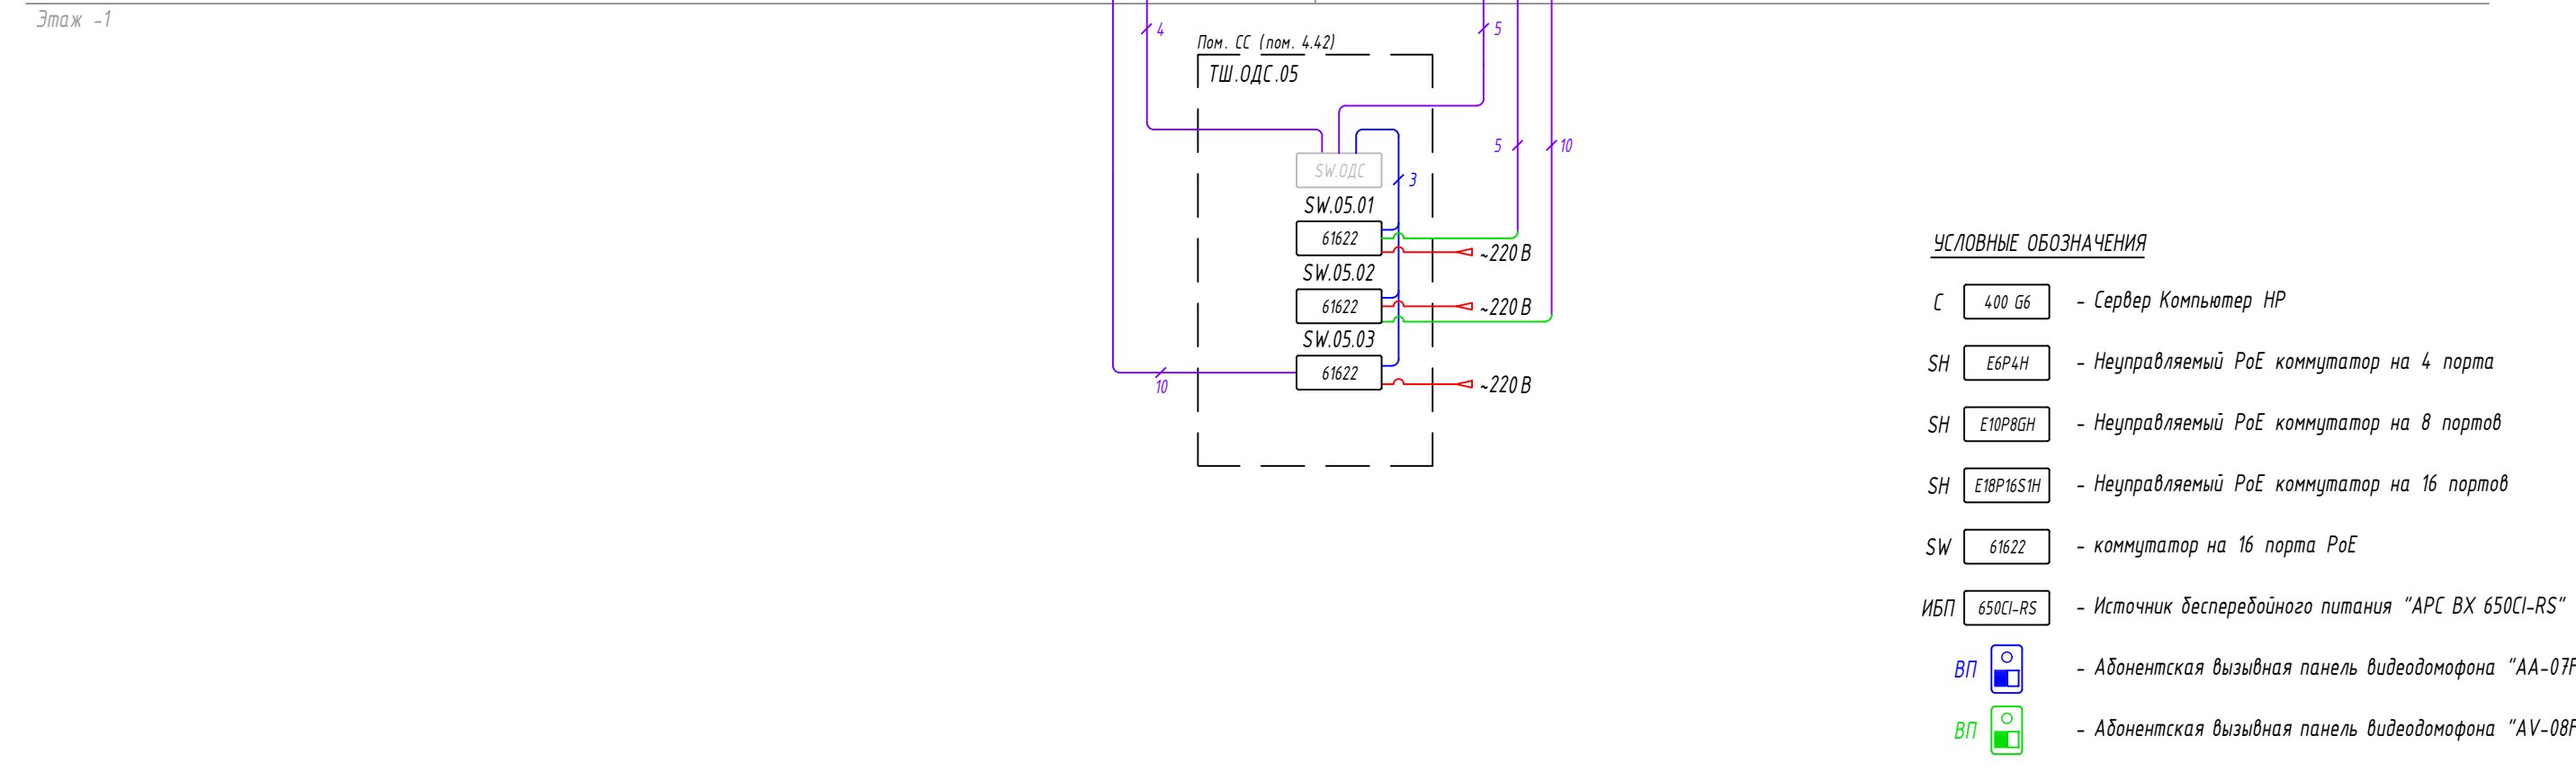 Этаж -1
4
5
Пом. СС (пом. 4.42)
ТШ.ОДС.05
5
10
SW.ОДС
3
SW.05.01
61622
~220 В
SW.05.02
61622
~220 В
SW.05.03
61622
~220 В
10
УСЛОВНЫЕ ОБОЗНАЧЕНИЯ
С 400 G6 - Сервер Компьютер HP
SH E6P4H - Неуправляемый PoE коммутатор на 4 порта
SH E10P8GH - Неуправляемый PoE коммутатор на 8 портов
SH E18P16S1H - Неуправляемый PoE коммутатор на 16 портов
SW 61622 - коммутатор на 16 порта PoE
ИБП 650CI-RS - Источник бесперебойного питания "APC BX 650CI-RS"
ВП - Абонентская вызывная панель видеодомофона "AA-07
ВП - Абонентская вызывная панель видеодомофона "AV-08